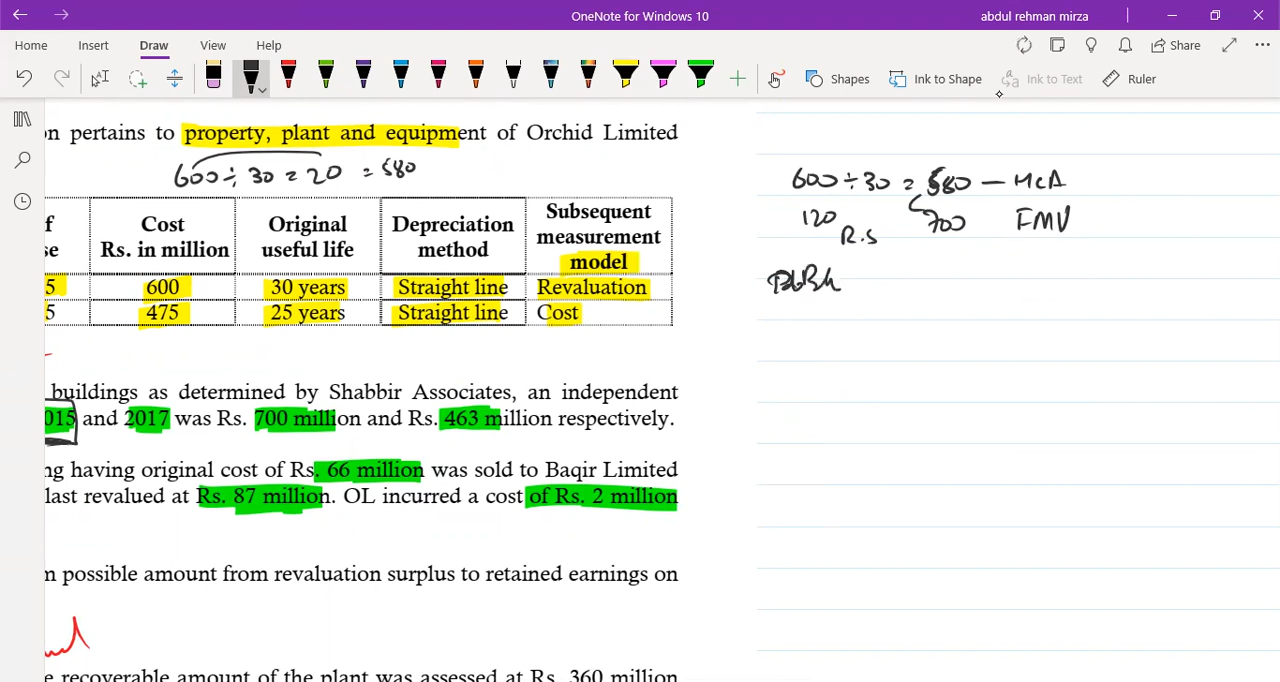 OneNote for Windows 10
abdul rehman mirza
Home Insert Draw View Help
Share
Shapes Ink to Shape Ink to Text Ruler
on pertains to property, plant and equipment of Orchid Limited
600 ÷ 30 = 20 = 580
f Cost Original Depreciation Subsequent
se Rs. in million useful life method measurement
model
5 600 30 years Straight line Revaluation
5 475 25 years Straight line Cost
buildings as determined by Shabbir Associates, an independent
015 and 2017 was Rs. 700 million and Rs. 463 million respectively.
ng having original cost of Rs. 66 million was sold to Baqir Limited
last revalued at Rs. 87 million. OL incurred a cost of Rs. 2 million
m possible amount from revaluation surplus to retained earnings on
e recoverable amount of the plant was assessed at Rs. 360 million
600 ÷ 30 = 580 — HCA
120 700 FMV
R.S